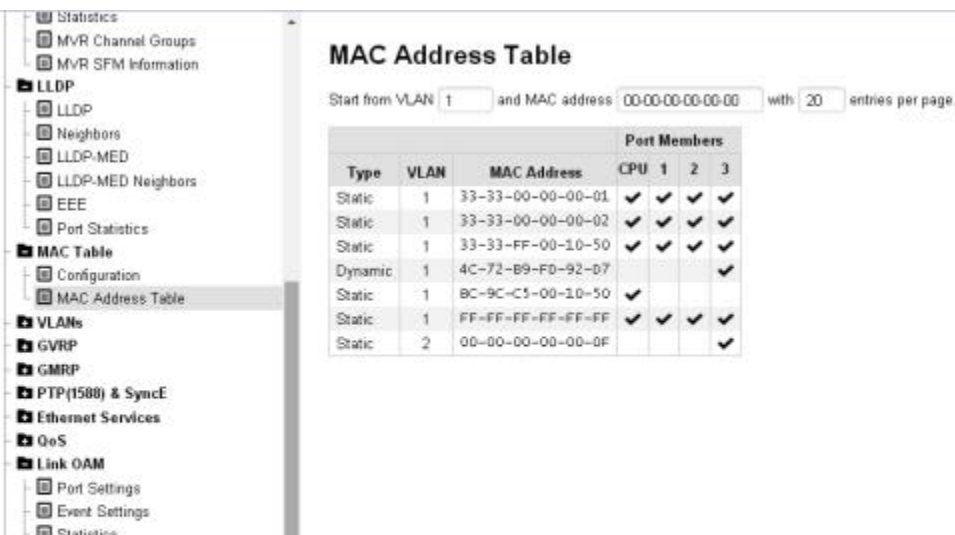 Statistics
MVR Channel Groups
MVR SFM Information
LLDP
LLDP
Neighbors
LLDP-MED
LLDP-MED Neighbors
EEE
Port Statistics
MAC Table
Configuration
MAC Address Table
VLANs
GVRP
GMRP
PTP(1588) & SyncE
Ethernet Services
QoS
Link OAM
Port Settings
Event Settings
Statistics
MAC Address Table
Start from VLAN 1 and MAC address 00-00-00-00-00-00 with 20 entries per page.
Port Members
Type VLAN MAC Address CPU 1 2 3
Static 1 33-33-00-00-00-01 ✔ ✔ ✔ ✔
Static 1 33-33-00-00-00-02 ✔ ✔ ✔ ✔
Static 1 33-33-FF-00-10-50 ✔ ✔ ✔ ✔
Dynamic 1 4C-72-B9-FD-92-D7 ✔
Static 1 BC-9C-C5-00-10-50 ✔
Static 1 FF-FF-FF-FF-FF-FF ✔ ✔ ✔ ✔
Static 2 00-00-00-00-00-0F ✔